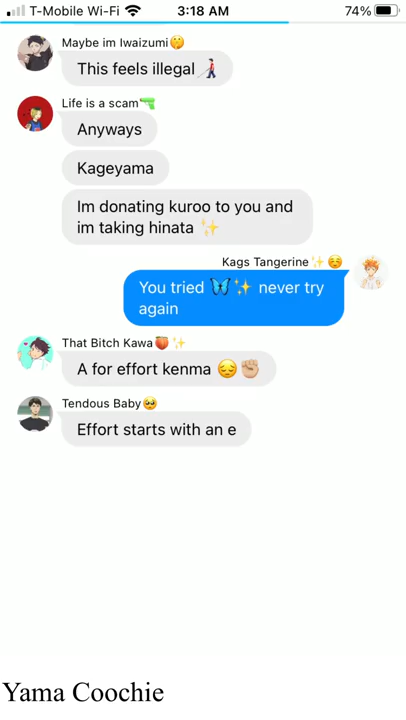 T-Mobile Wi-Fi 3:18 AM 74%
Maybe im Iwaizumi🤫
This feels illegal 👨‍🦯
Life is a scam🔫
Anyways
Kageyama
Im donating kuroo to you and
im taking hinata ✨
Kags Tangerine✨☺️
You tried 🦋✨ never try
again
That Bitch Kawa🍑✨
A for effort kenma 😔✊🏼
Tendous Baby🥺
Effort starts with an e
Yama Coochie